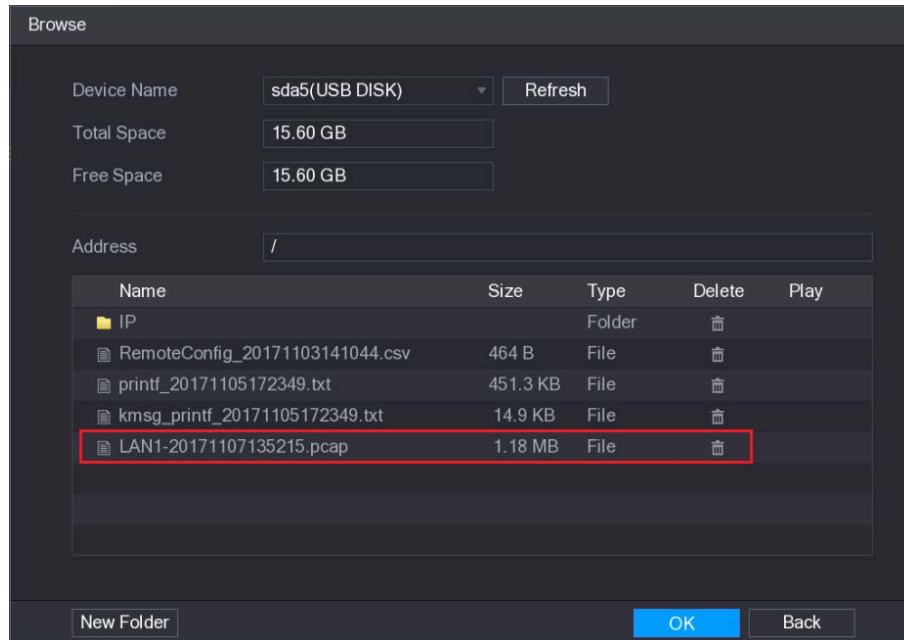 Browse
Device Name sda5(USB DISK) Refresh
Total Space 15.60 GB
Free Space 15.60 GB
Address /
Name Size Type Delete Play
IP Folder
RemoteConfig_20171103141044.csv 464 B File
printf_20171105172349.txt 451.3 KB File
kmsg_printf_20171105172349.txt 14.9 KB File
LAN1-20171107135215.pcap 1.18 MB File
New Folder OK Back